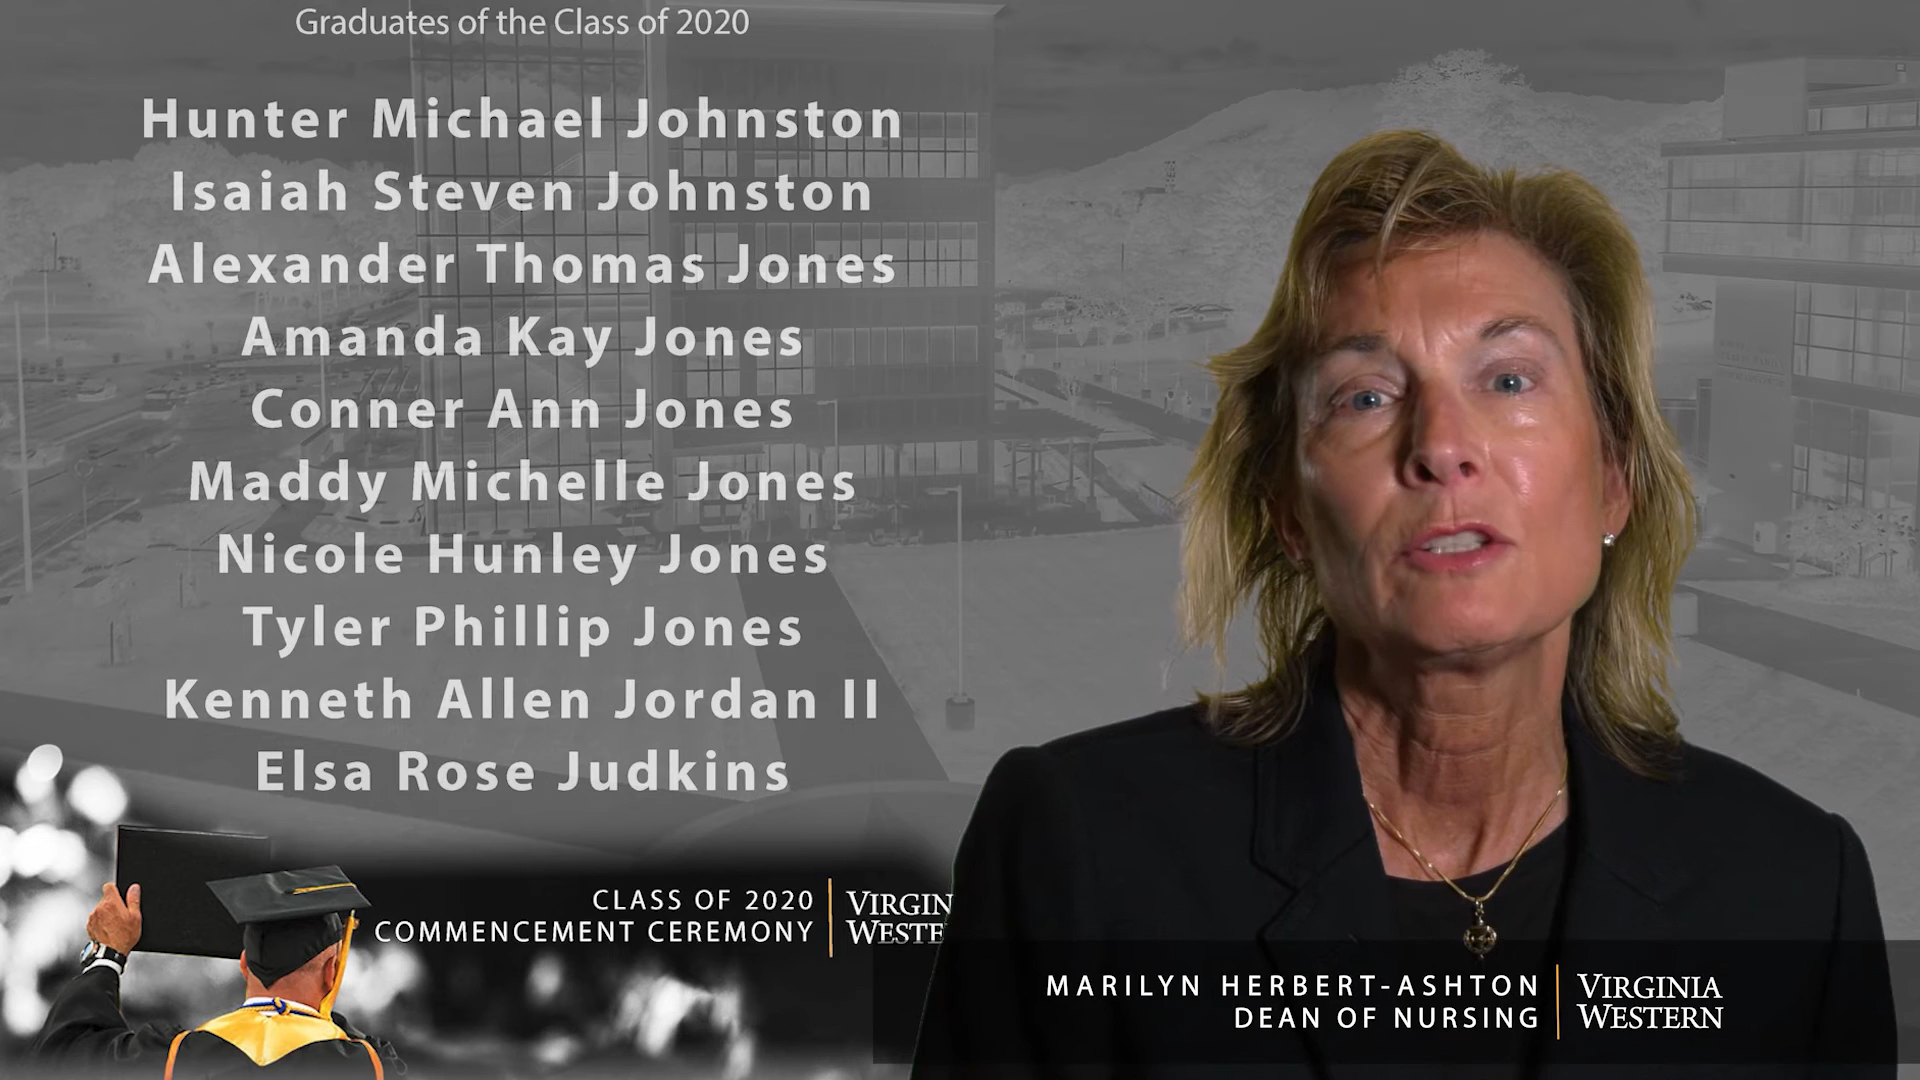 Graduates of the Class of 2020
Hunter Michael Johnston
Isaiah Steven Johnston
Alexander Thomas Jones
Amanda Kay Jones
Conner Ann Jones
Maddy Michelle Jones
Nicole Hunley Jones
Tyler Phillip Jones
Kenneth Allen Jordan II
Elsa Rose Judkins
CLASS OF 2020
COMMENCEMENT CEREMONY
VIRGIN
WESTE
MARILYN HERBERT-ASHTON
DEAN OF NURSING
VIRGINIA
WESTERN